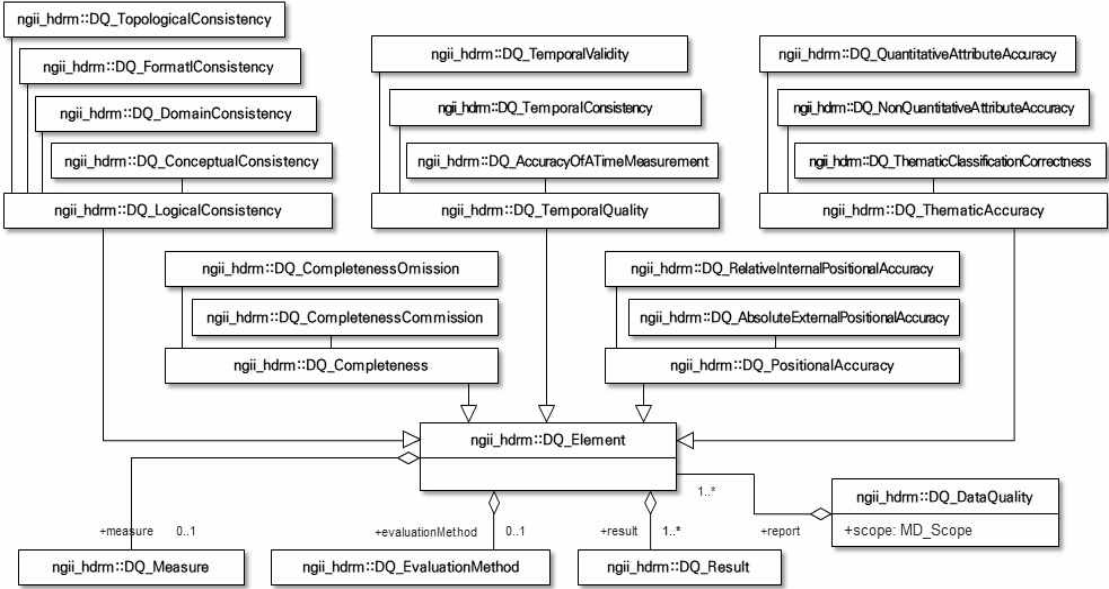 ngii_hdrm::DQ_TopologicalConsistency
ngii_hdrm::DQ_FormatlConsistency
ngii_hdrm::DQ_DomainConsistency
ngii_hdrm::DQ_ConceptualConsistency
ngii_hdrm::DQ_LogicalConsistency
ngii_hdrm::DQ_TemporalValidity
ngii_hdrm::DQ_TemporalConsistency
ngii_hdrm::DQ_AccuracyOfATimeMeasurement
ngii_hdrm::DQ_TemporalQuality
ngii_hdrm::DQ_QuantitativeAttributeAccuracy
ngii_hdrm::DQ_NonQuantitativeAttributeAccuracy
ngii_hdrm::DQ_ThematicClassificationCorrectness
ngii_hdrm::DQ_ThematicAccuracy
ngii_hdrm::DQ_CompletenessOmission
ngii_hdrm::DQ_CompletenessCommission
ngii_hdrm::DQ_Completeness
ngii_hdrm::DQ_RelativeInternalPositionalAccuracy
ngii_hdrm::DQ_AbsoluteExternalPositionalAccuracy
ngii_hdrm::DQ_PositionalAccuracy
ngii_hdrm::DQ_Element
1..*
ngii_hdrm::DQ_DataQuality
+scope: MD_Scope
+measure 0..1
+evaluationMethod 0..1
+result 1..*
+report
ngii_hdrm::DQ_Measure
ngii_hdrm::DQ_EvaluationMethod
ngii_hdrm::DQ_Result